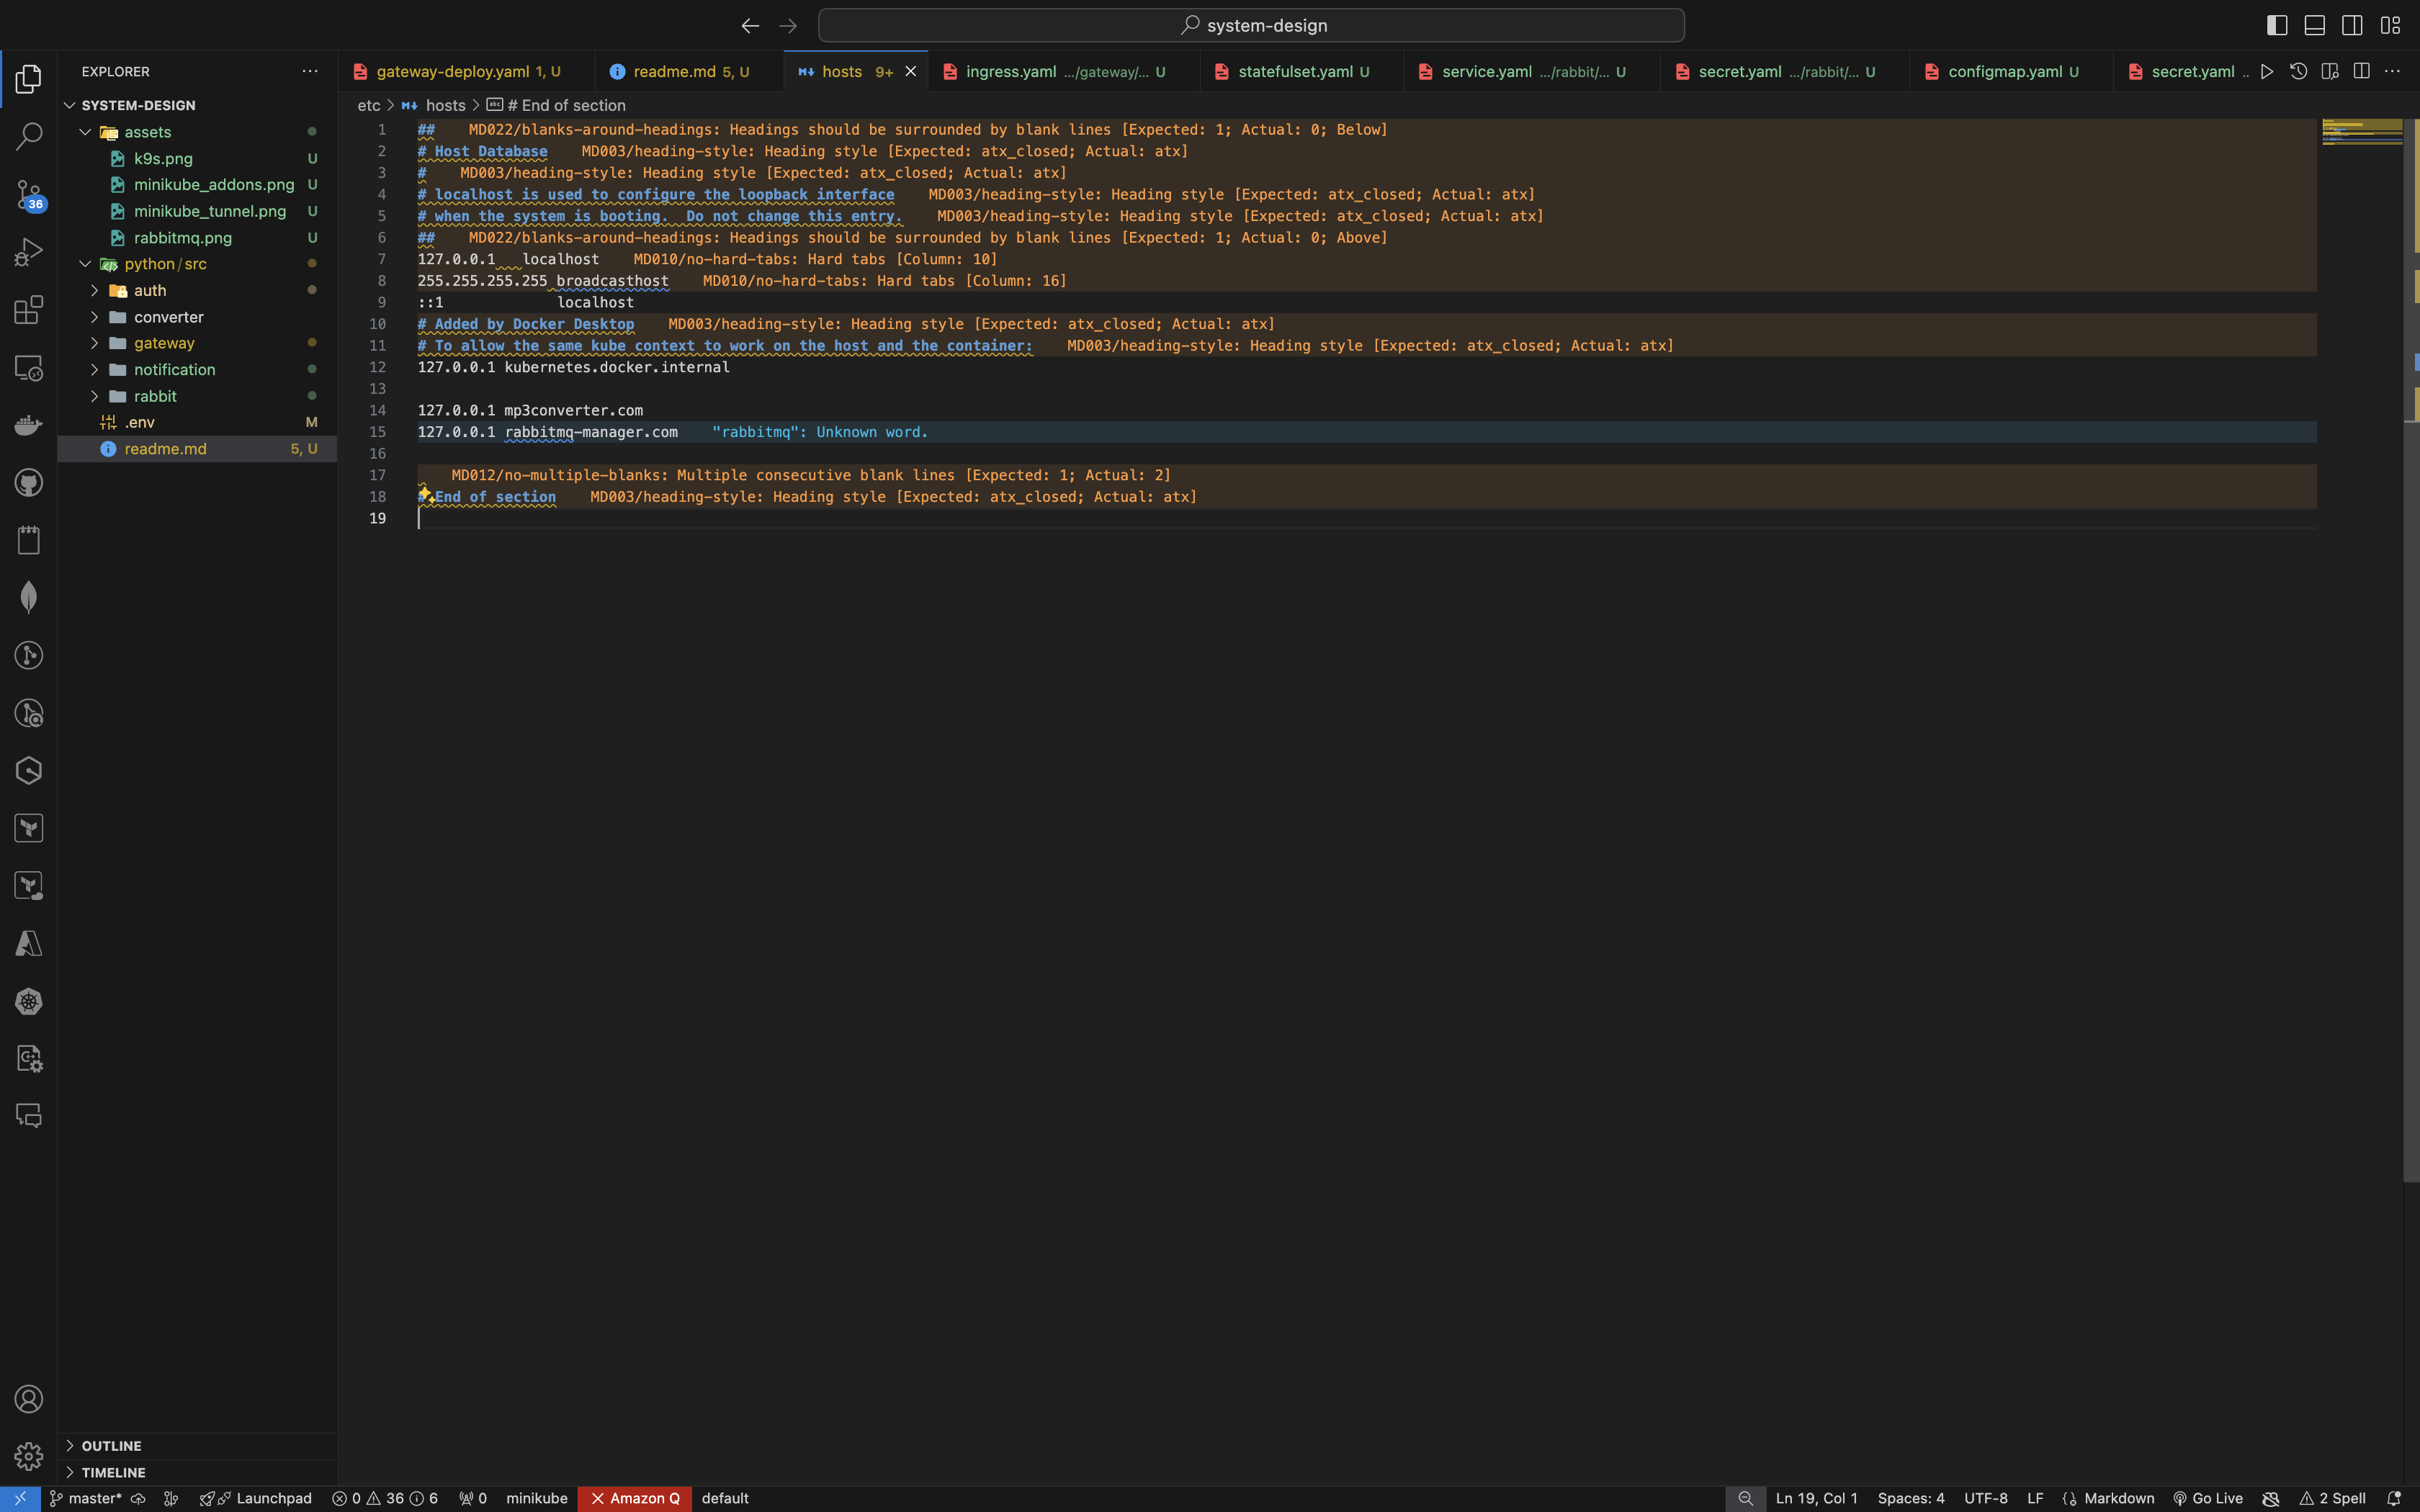 system-design
EXPLORER
gateway-deploy.yaml 1, U
readme.md 5, U
hosts 9+
ingress.yaml .../gateway/... U
statefulset.yaml U
service.yaml .../rabbit/... U
secret.yaml .../rabbit/... U
configmap.yaml U
secret.yaml ..
SYSTEM-DESIGN
assets
k9s.png U
minikube_addons.png U
minikube_tunnel.png U
rabbitmq.png U
python/src
auth
converter
gateway
notification
rabbit
.env M
readme.md 5, U
etc > hosts > # End of section
1 ## MD022/blanks-around-headings: Headings should be surrounded by blank lines [Expected: 1; Actual: 0; Below]
2 # Host Database MD003/heading-style: Heading style [Expected: atx_closed; Actual: atx]
3 # MD003/heading-style: Heading style [Expected: atx_closed; Actual: atx]
4 # localhost is used to configure the loopback interface MD003/heading-style: Heading style [Expected: atx_closed; Actual: atx]
5 # when the system is booting. Do not change this entry. MD003/heading-style: Heading style [Expected: atx_closed; Actual: atx]
6 ## MD022/blanks-around-headings: Headings should be surrounded by blank lines [Expected: 1; Actual: 0; Above]
7 127.0.0.1 localhost MD010/no-hard-tabs: Hard tabs [Column: 10]
8 255.255.255.255 broadcasthost MD010/no-hard-tabs: Hard tabs [Column: 16]
9 ::1 localhost
10 # Added by Docker Desktop MD003/heading-style: Heading style [Expected: atx_closed; Actual: atx]
11 # To allow the same kube context to work on the host and the container: MD003/heading-style: Heading style [Expected: atx_closed; Actual: atx]
12 127.0.0.1 kubernetes.docker.internal
13
14 127.0.0.1 mp3converter.com
15 127.0.0.1 rabbitmq-manager.com "rabbitmq": Unknown word.
16
17 MD012/no-multiple-blanks: Multiple consecutive blank lines [Expected: 1; Actual: 2]
18 # End of section MD003/heading-style: Heading style [Expected: atx_closed; Actual: atx]
19
36
OUTLINE
TIMELINE
master* Launchpad 0 36 6 0 minikube Amazon Q default
Ln 19, Col 1 Spaces: 4 UTF-8 LF {} Markdown Go Live 2 Spell